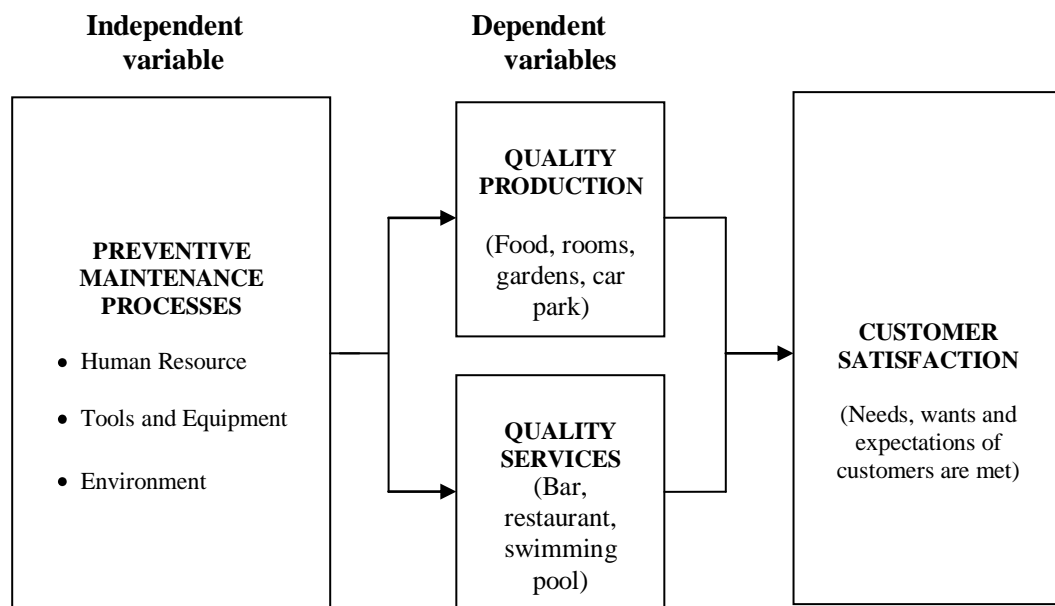 Independent
variable
Dependent
variables
PREVENTIVE
MAINTENANCE
PROCESSES
• Human Resource
• Tools and Equipment
• Environment
QUALITY
PRODUCTION
(Food, rooms,
gardens, car
park)
QUALITY
SERVICES
(Bar,
restaurant,
swimming
pool)
CUSTOMER
SATISFACTION
(Needs, wants and
expectations of
customers are met)